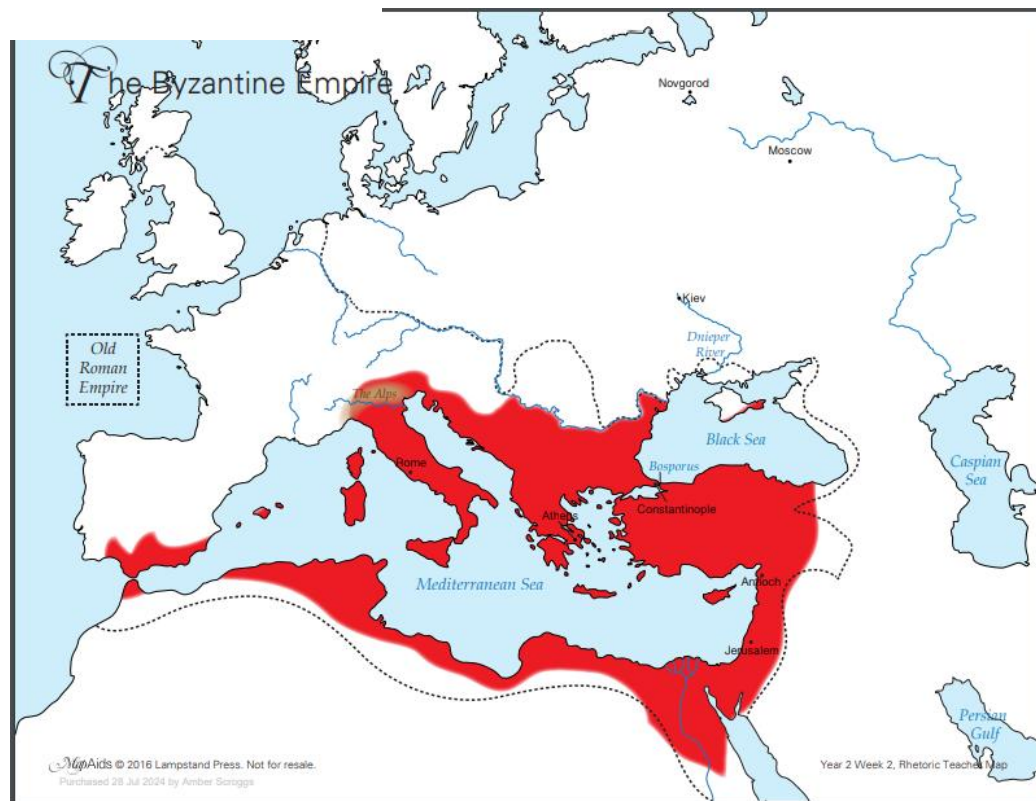 The Byzantine Empire
Novgorod
Moscow
Kiev
Dnieper
River
Old
Roman
Empire
The Alps
Black Sea
Caspian
Sea
Rome
Bosporus
Constantinople
Athens
Mediterranean Sea
Antioch
Jerusalem
Persian
Gulf
MapAids © 2016 Lampstand Press. Not for resale.
Year 2 Week 2, Rhetoric Teacher Map
Purchased 28 Jul 2024 by Amber Scroggs